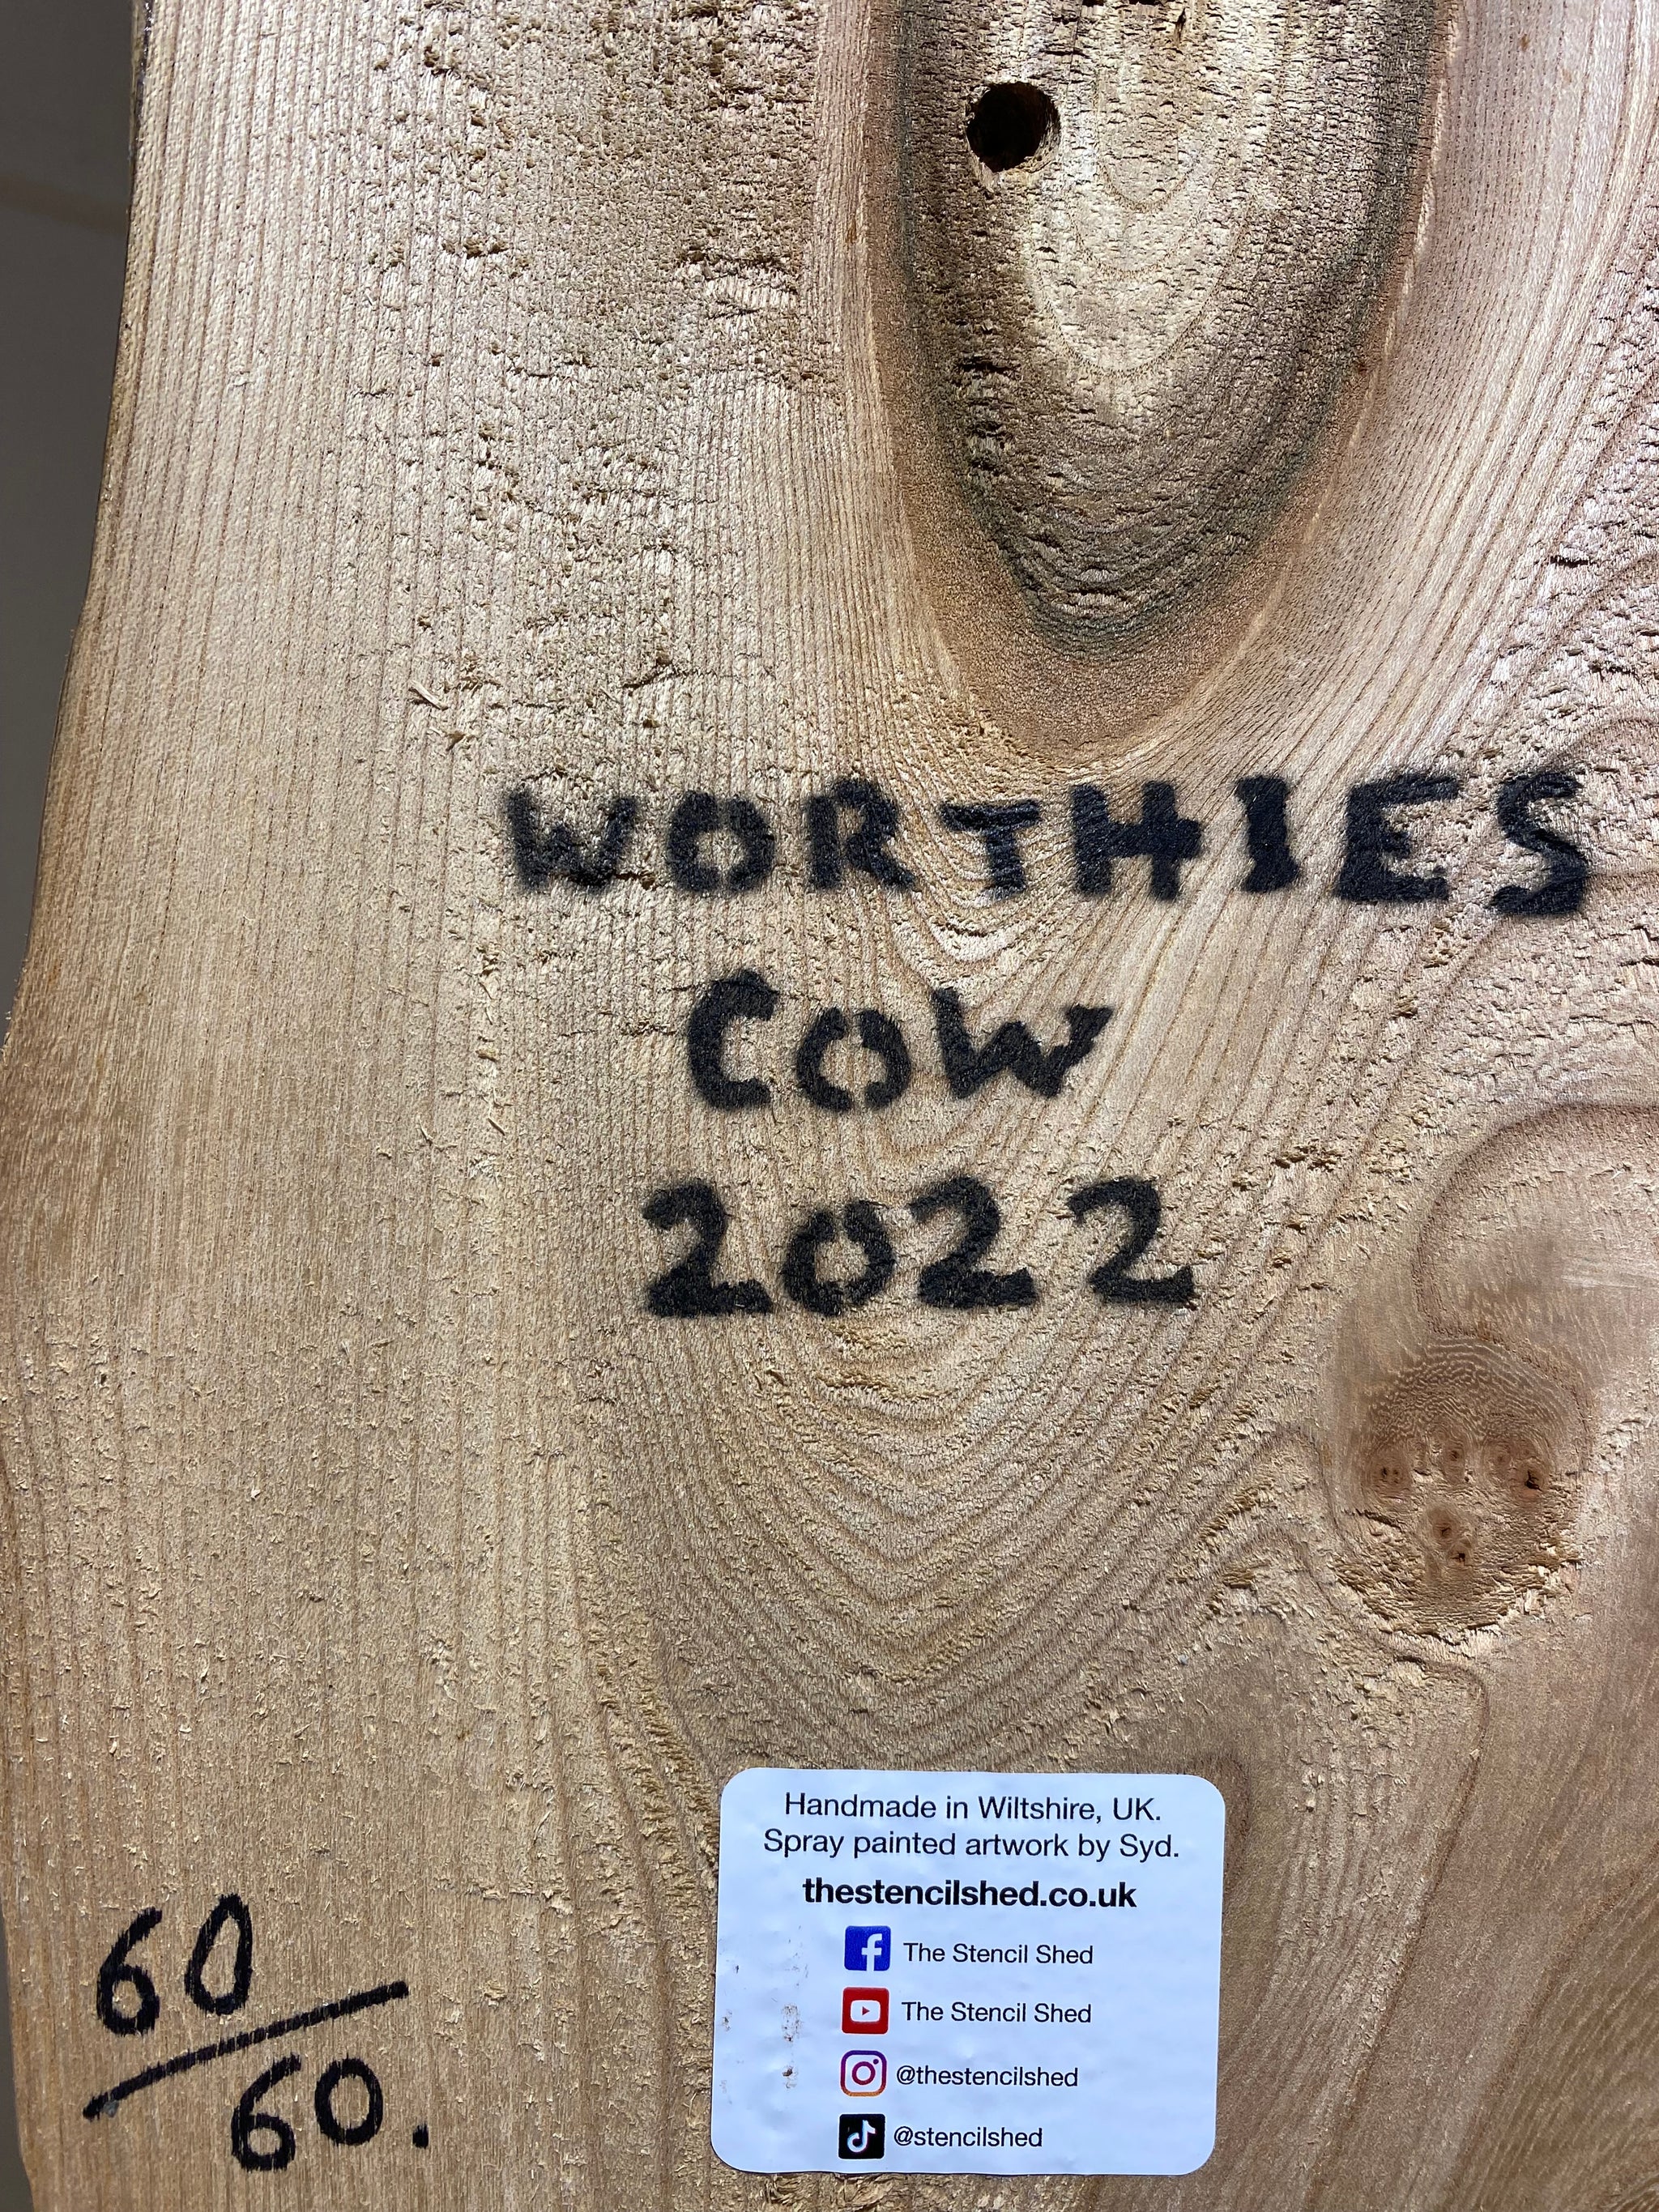 WORTHIES
COW
2022
Handmade in Wiltshire, UK.
Spray painted artwork by Syd.
thestencilshed.co.uk
The Stencil Shed
The Stencil Shed
@thestencilshed
@stencilshed
60/60.